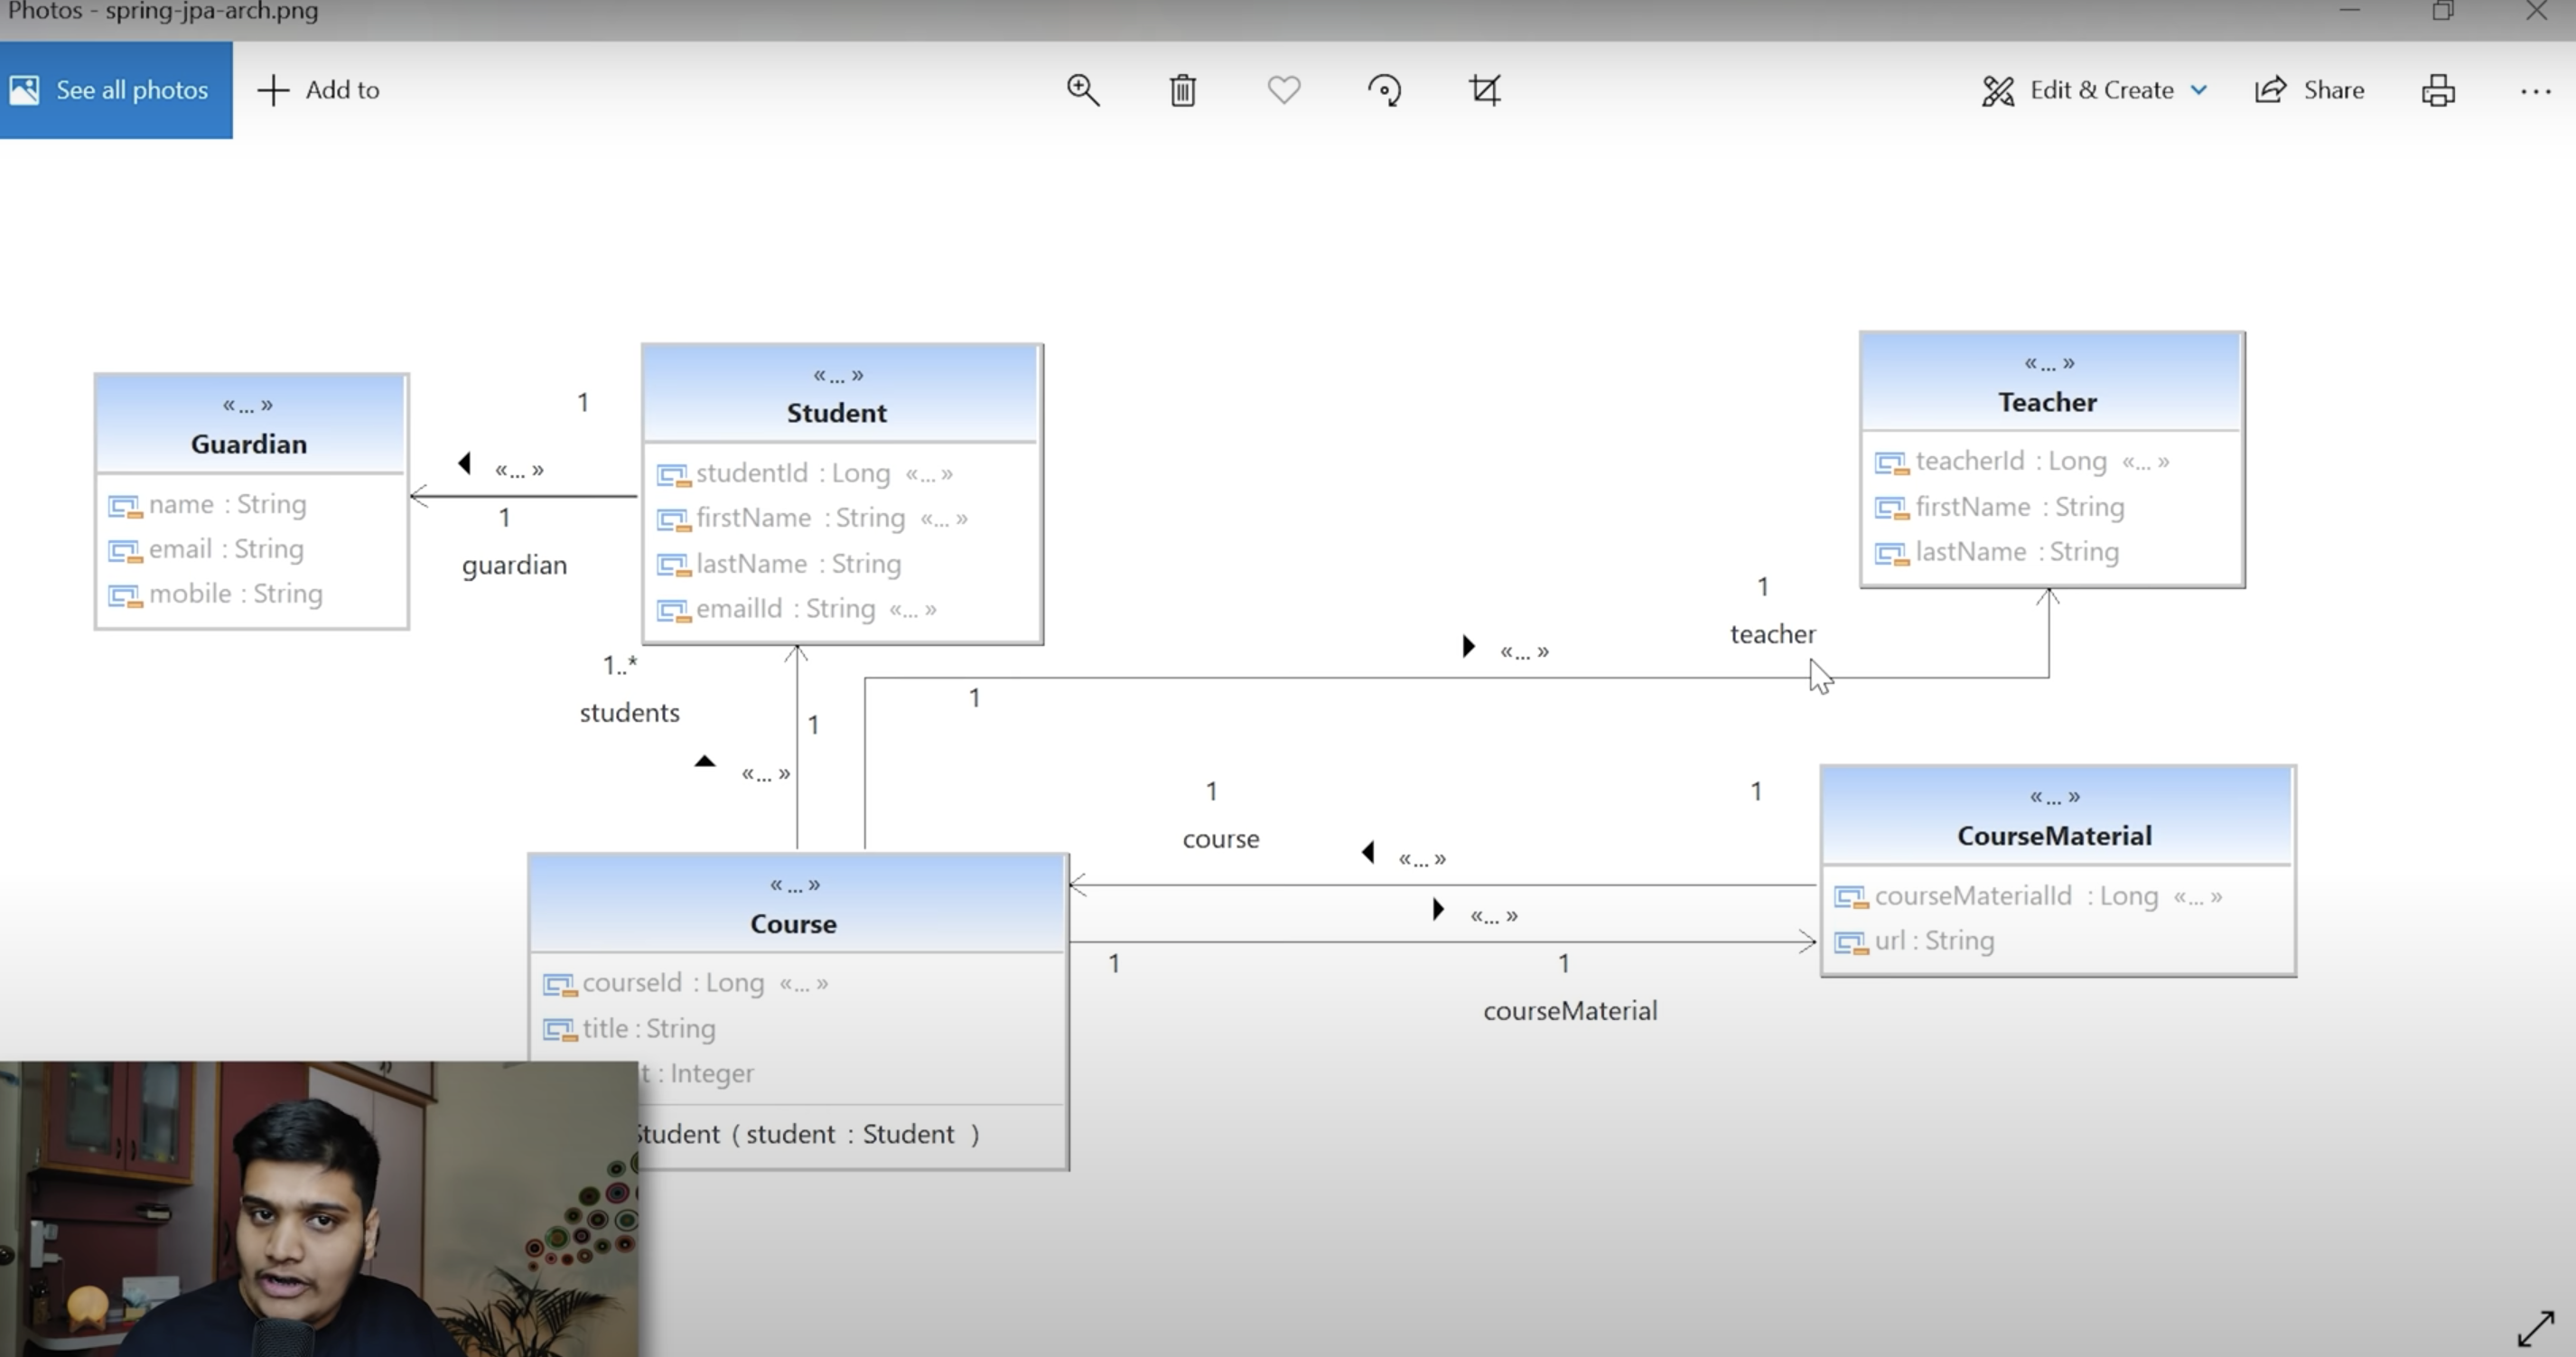 Photos - spring-jpa-arch.png
See all photos
Add to
Edit & Create
Share
«... »
Guardian
name : String
email : String
mobile : String
1
«... »
1
guardian
«... »
Student
studentId : Long «... »
firstName : String «... »
lastName : String
emailId : String «... »
«... »
Teacher
teacherId : Long «... »
firstName : String
lastName : String
1
teacher
«... »
1
1..*
students
1
«... »
1
course
«... »
1
«... »
1
1
courseMaterial
«... »
CourseMaterial
courseMaterialId : Long «... »
url : String
«... »
Course
courseId : Long «... »
title : String
t : Integer
Student ( student : Student )